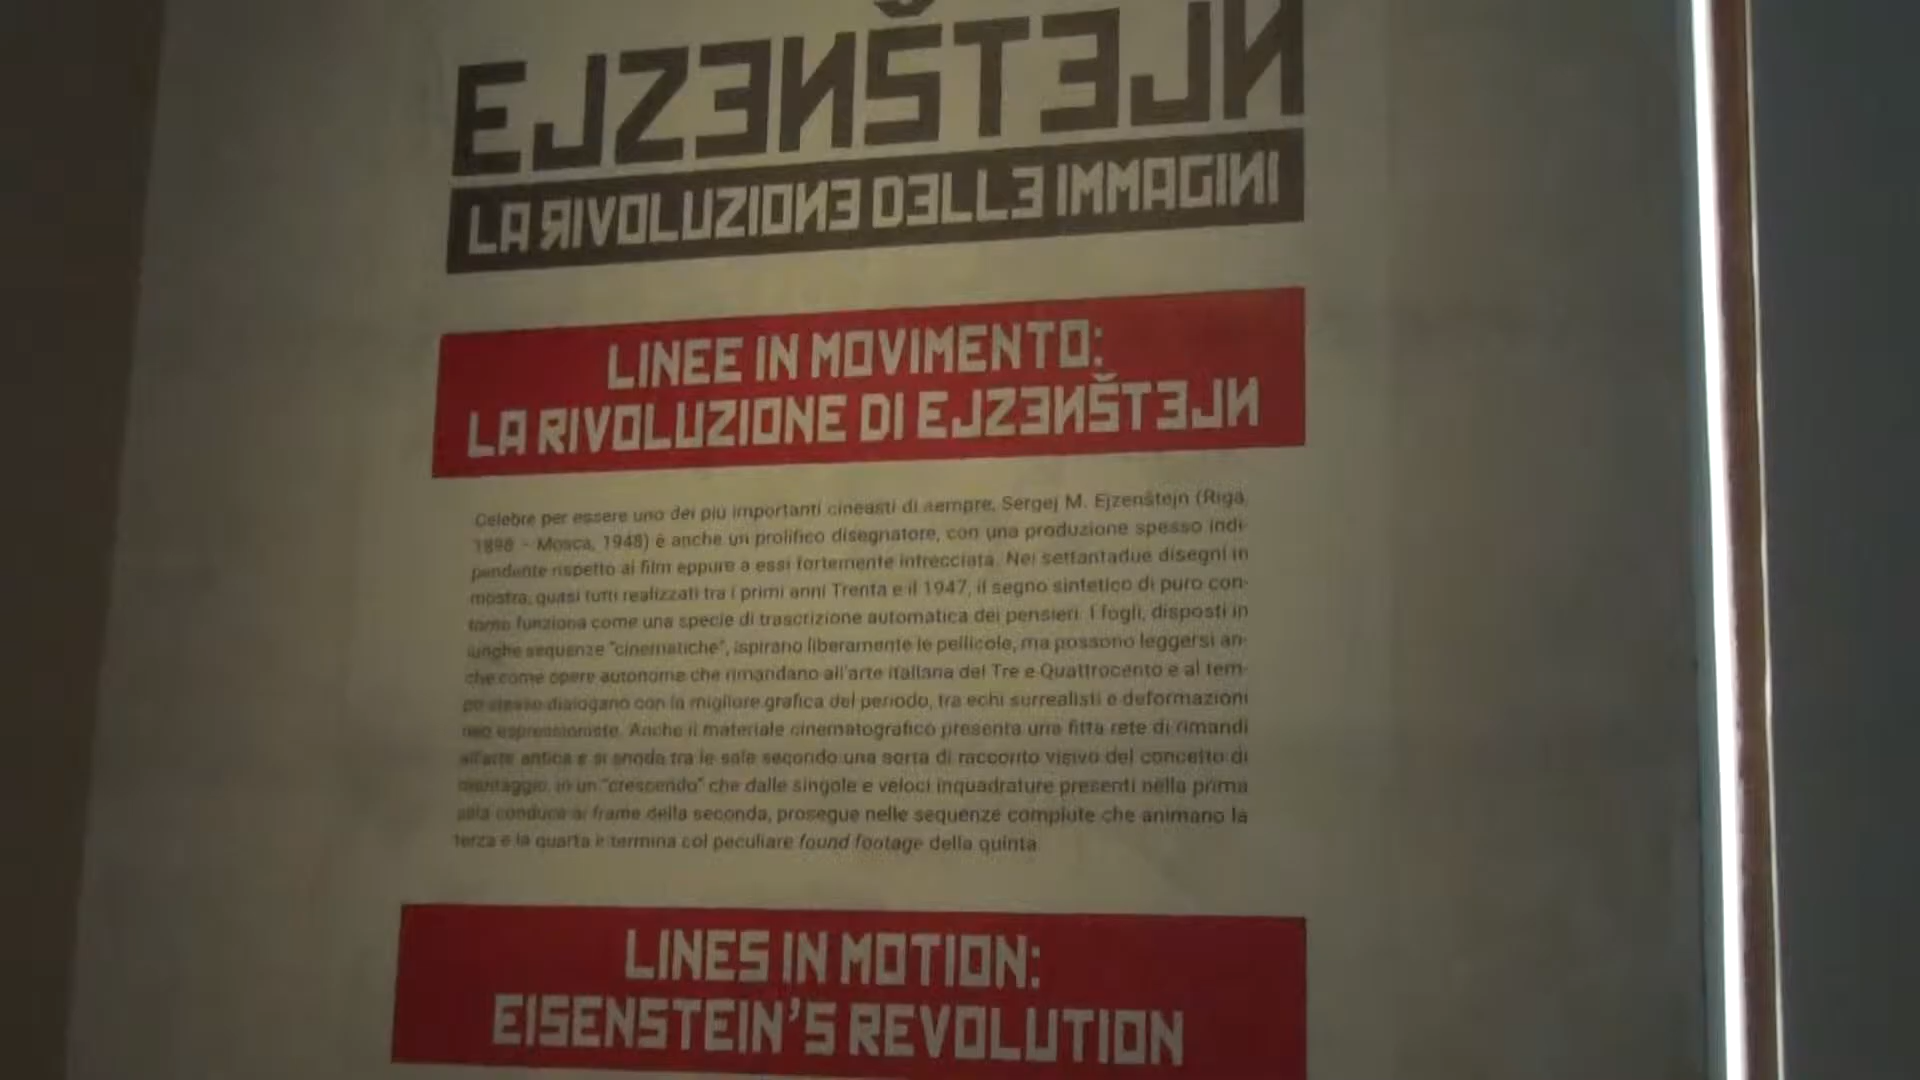 EJZENŠTEJN
LA RIVOLUZIONE DELLE IMMAGINI
LINEE IN MOVIMENTO:
LA RIVOLUZIONE DI EJZENŠTEJN
Celebre per essere uno dei più importanti cineasti di sempre, Sergej M. Ejzenštejn (Riga,
1898 - Mosca, 1948) è anche un prolifico disegnatore, con una produzione spesso indi-
pendente rispetto ai film eppure a essi fortemente intrecciata. Nei settantadue disegni in
mostra, quasi tutti realizzati tra i primi anni Trenta e il 1947, il segno sintetico di puro con-
torno funziona come una specie di trascrizione automatica dei pensieri. I fogli, disposti in
lunghe sequenze "cinematiche", ispirano liberamente le pellicole, ma possono leggersi an-
che come opere autonome che rimandano all'arte italiana del Tre e Quattrocento e al tem-
po stesso dialogano con la migliore grafica del periodo, tra echi surrealisti e deformazioni
neo espressioniste. Anche il materiale cinematografico presenta una fitta rete di rimandi
all'arte antica e si snoda tra le sale secondo una sorta di racconto visivo del concetto di
montaggio, in un "crescendo" che dalle singole e veloci inquadrature presenti nella prima
sala conduce ai frame della seconda, prosegue nelle sequenze compiute che animano la
terza e la quarta e termina col peculiare found footage della quinta.
LINES IN MOTION:
EISENSTEIN'S REVOLUTION